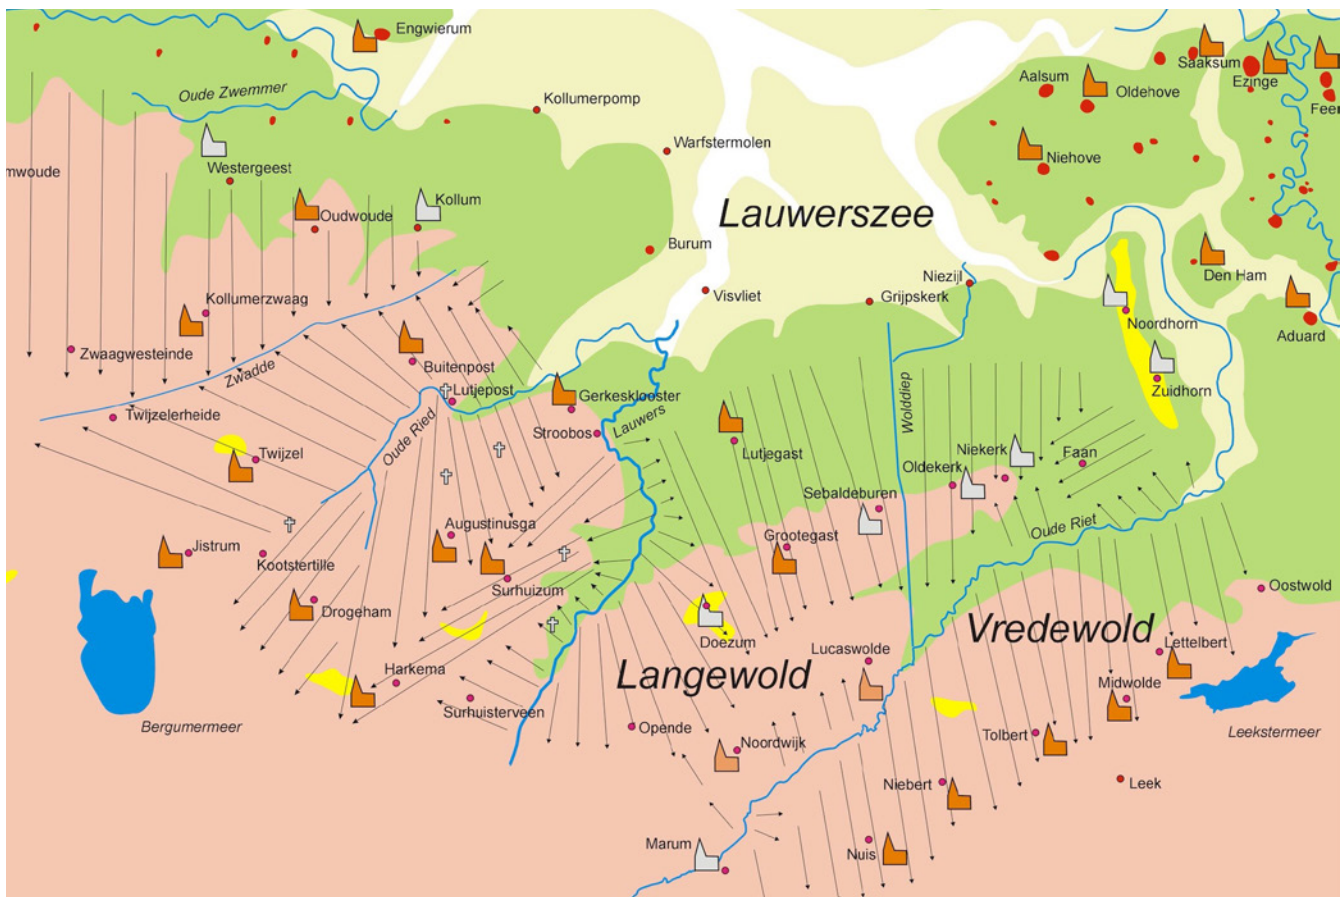 Engwierum
Saaksum
Ezinge
Aalsum
Oldehove
Feer
Oude Zwemmer
Kollumerpomp
Warfstermolen
Niehove
Westergeest
mwoude
Kollum
Oudwoude
Lauwerszee
Burum
Niezijl
Den Ham
Visvliet
Grijpskerk
Kollumerzwaag
Noordhorn
Aduard
Zwaagwesteinde
Zwadde
Buitenpost
Lutjepost
Gerkesklooster
Zuidhorn
Wolddiep
Twijzelerheide
Oude Ried
Stroobos
Lauwers
Twijzel
Lutjegast
Niekerk
Faan
Oldekerk
Sebaldeburen
Augustinusga
Grootegast
Oude Riet
Jistrum
Kootstertille
Surhuizum
Oostwold
Drogeham
Doezum
Vredewold
Lucaswolde
Lettelbert
Langewold
Harkema
Midwolde
Surhuisterveen
Bergumermeer
Opende
Noordwijk
Tolbert
Leekstermeer
Niebert
Leek
Marum
Nuis